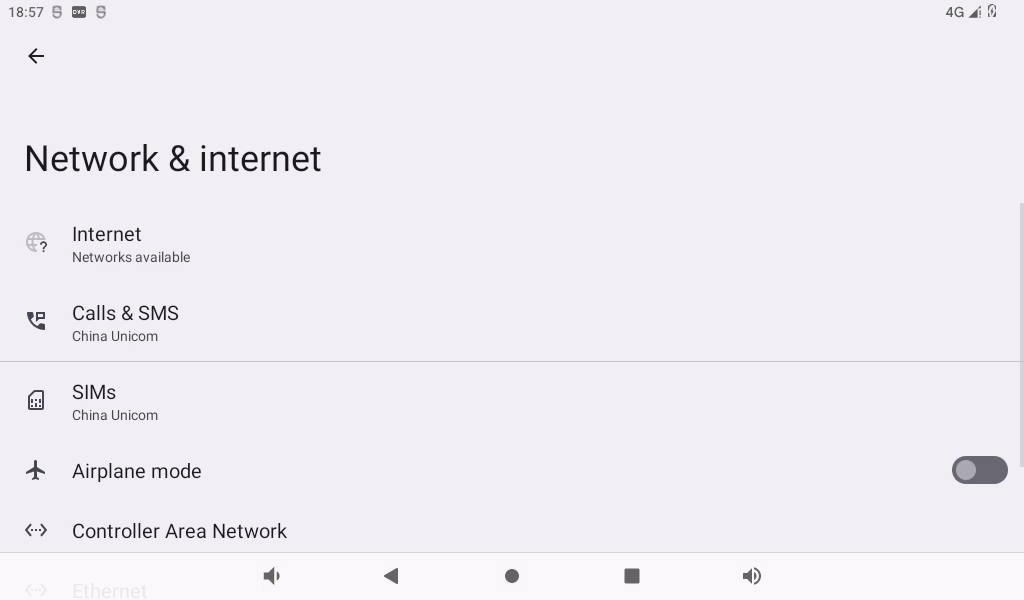 18:57
DVR
4G
Network & internet
Internet
Networks available
Calls & SMS
China Unicom
SIMs
China Unicom
Airplane mode
Controller Area Network
Ethernet